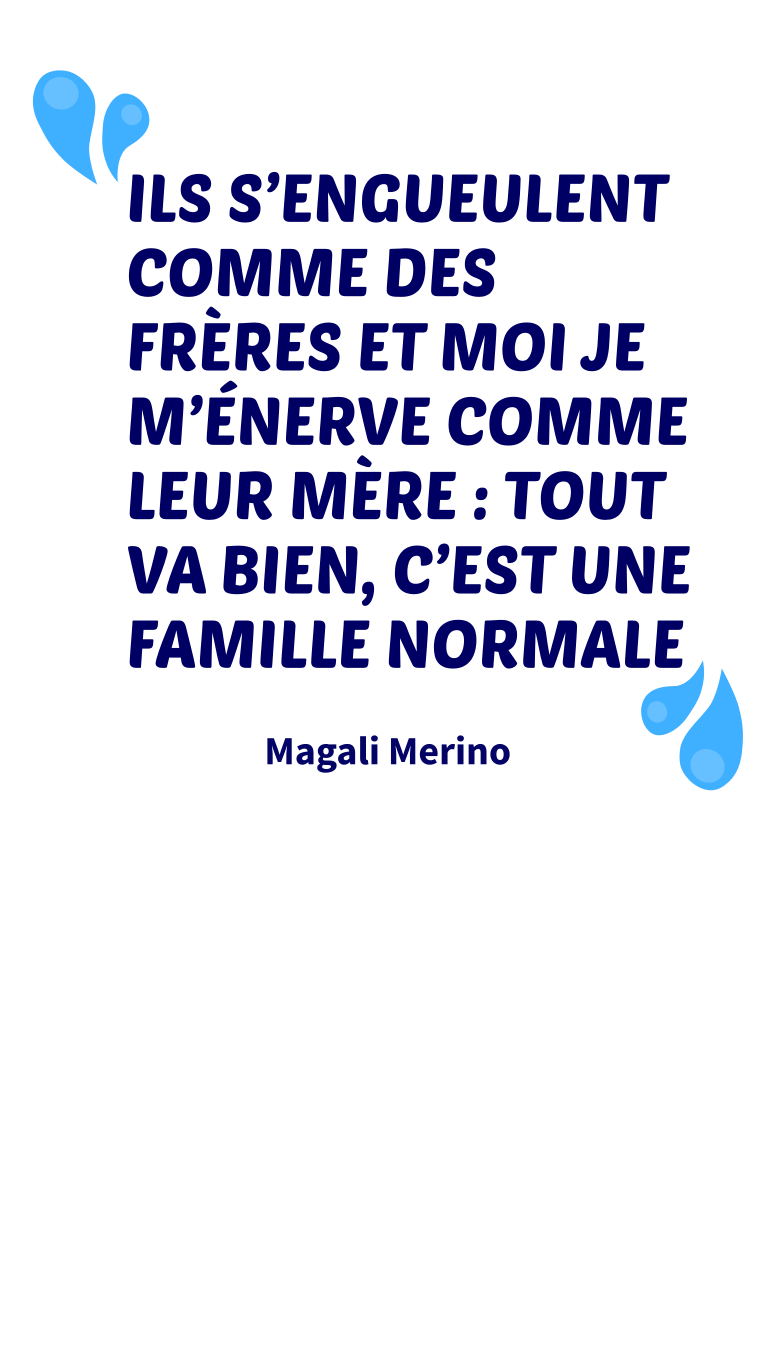 ILS S’ENGUEULENT
COMME DES
FRÈRES ET MOI JE
M’ÉNERVE COMME
LEUR MÈRE : TOUT
VA BIEN, C’EST UNE
FAMILLE NORMALE
Magali Merino